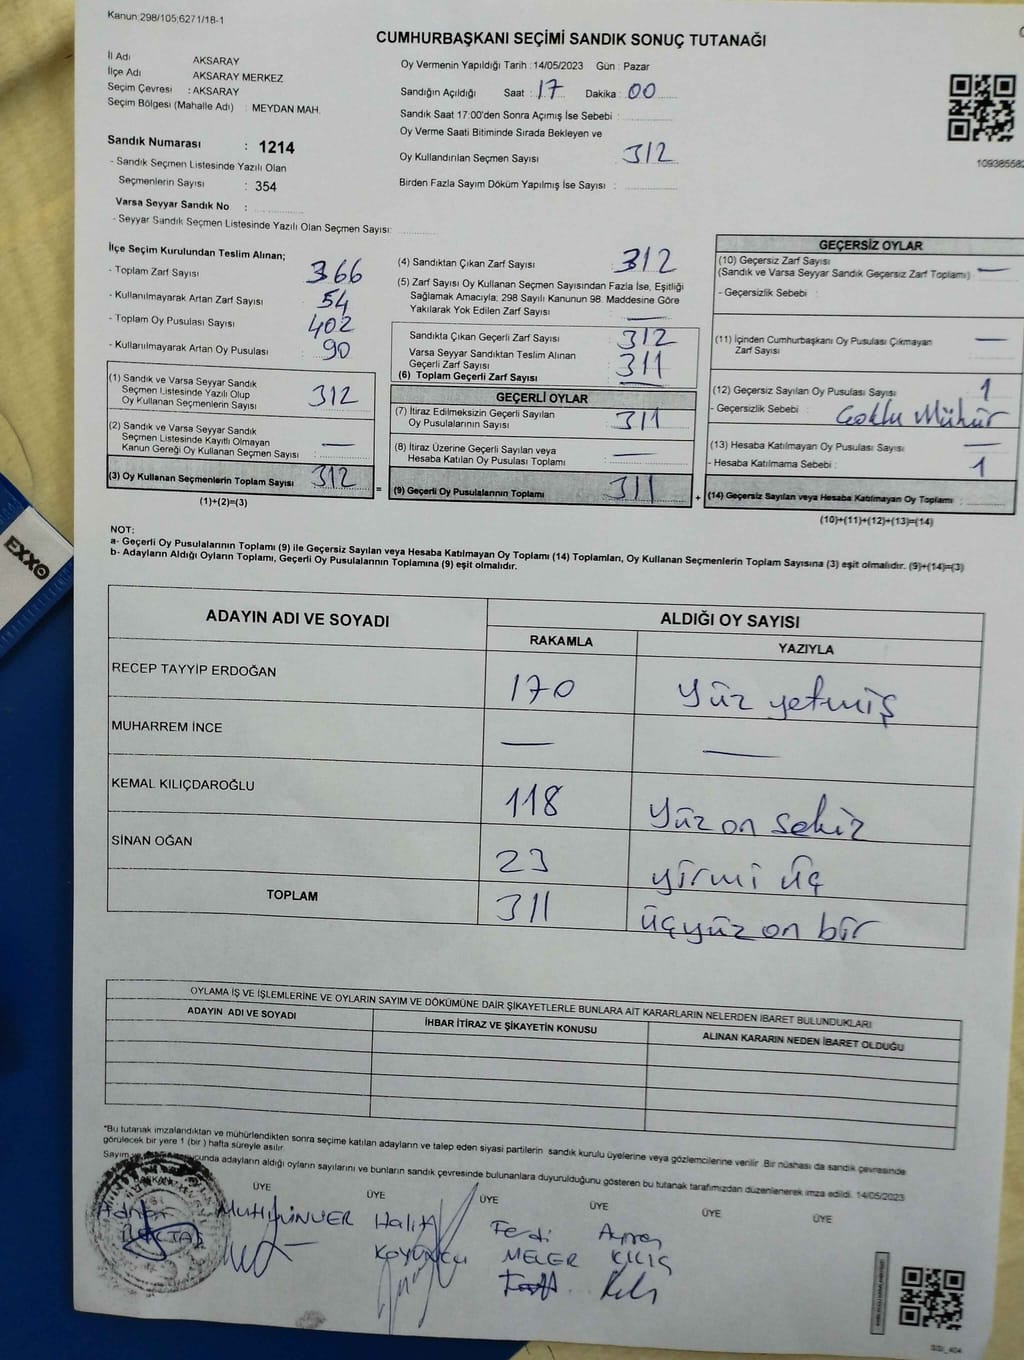 Kanun:298/105;6271/18-1
CUMHURBAŞKANI SEÇİMİ SANDIK SONUÇ TUTANAĞI
İl Adı AKSARAY
İlçe Adı AKSARAY MERKEZ
Seçim Çevresi : AKSARAY
Seçim Bölgesi (Mahalle Adı) : MEYDAN MAH.
Sandık Numarası : 1214
- Sandık Seçmen Listesinde Yazılı Olan
Seçmenlerin Sayısı : 354
Varsa Seyyar Sandık No :
- Seyyar Sandık Seçmen Listesinde Yazılı Olan Seçmen Sayısı:
Oy Vermenin Yapıldığı Tarih :14/05/2023 Gün : Pazar
Sandığın Açıldığı Saat : 17 Dakika : 00
Sandık Saat 17:00'den Sonra Açımış İse Sebebi :
Oy Verme Saati Bitiminde Sırada Bekleyen ve
Oy Kullandırılan Seçmen Sayısı 312
Birden Fazla Sayım Döküm Yapılmış İse Sayısı :
109385582
İlçe Seçim Kurulundan Teslim Alınan;
- Toplam Zarf Sayısı 366
- Kullanılmayarak Artan Zarf Sayısı 54
- Toplam Oy Pusulası Sayısı 402
- Kullanılmayarak Artan Oy Pusulası 90
(1) Sandık ve Varsa Seyyar Sandık
Seçmen Listesinde Yazılı Olup
Oy Kullanan Seçmenlerin Sayısı 312
(2) Sandık ve Varsa Seyyar Sandık
Seçmen Listesinde Kayıtlı Olmayan
Kanun Gereği Oy Kullanan Seçmen Sayısı : —
(3) Oy Kullanan Seçmenlerin Toplam Sayısı 312
(1)+(2)=(3)
(4) Sandıktan Çıkan Zarf Sayısı 312
(5) Zarf Sayısı Oy Kullanan Seçmen Sayısından Fazla İse, Eşitliği
Sağlamak Amacıyla; 298 Sayılı Kanunun 98. Maddesine Göre
Yakılarak Yok Edilen Zarf Sayısı : —
Sandıkta Çıkan Geçerli Zarf Sayısı : 312
Varsa Seyyar Sandıktan Teslim Alınan
Geçerli Zarf Sayısı : 311
(6) Toplam Geçerli Zarf Sayısı : —
GEÇERLİ OYLAR
(7) İtiraz Edilmeksizin Geçerli Sayılan
Oy Pusulalarının Sayısı : 311
(8) İtiraz Üzerine Geçerli Sayılan veya
Hesaba Katılan Oy Pusulası Toplamı : —
= (9) Geçerli Oy Pusulalarının Toplamı : 311
GEÇERSİZ OYLAR
(10) Geçersiz Zarf Sayısı
(Sandık ve Varsa Seyyar Sandık Geçersiz Zarf Toplamı) —
- Geçersizlik Sebebi :
(11) İçinden Cumhurbaşkanı Oy Pusulası Çıkmayan
Zarf Sayısı —
(12) Geçersiz Sayılan Oy Pusulası Sayısı 1
- Geçersizlik Sebebi : Çoklu Mühür
(13) Hesaba Katılmayan Oy Pusulası Sayısı —
- Hesaba Katılmama Sebebi : 1
+ (14) Geçersiz Sayılan veya Hesaba Katılmayan Oy Toplamı :
(10)+(11)+(12)+(13)=(14)
NOT:
a- Geçerli Oy Pusulalarının Toplamı (9) ile Geçersiz Sayılan veya Hesaba Katılmayan Oy Toplamı (14) Toplamları, Oy Kullanan Seçmenlerin Toplam Sayısına (3) eşit olmalıdır. (9)+(14)=(3)
b- Adayların Aldığı Oyların Toplamı, Geçerli Oy Pusulalarının Toplamına (9) eşit olmalıdır.
EXXO
ADAYIN ADI VE SOYADI ALDIĞI OY SAYISI
RAKAMLA YAZIYLA
RECEP TAYYİP ERDOĞAN 170 Yüz yetmiş
MUHARREM İNCE — —
KEMAL KILIÇDAROĞLU 118 Yüz on sekiz
SİNAN OĞAN 23 yirmi üç
TOPLAM 311 üçyüz on bir
OYLAMA İŞ VE İŞLEMLERİNE VE OYLARIN SAYIM VE DÖKÜMÜNE DAİR ŞİKAYETLERLE BUNLARA AİT KARARLARIN NELERDEN İBARET BULUNDUKLARI
ADAYIN ADI VE SOYADI İHBAR İTİRAZ VE ŞİKAYETİN KONUSU ALINAN KARARIN NEDEN İBARET OLDUĞU
*Bu tutanak imzalandıktan ve mühürlendikten sonra seçime katılan adayların ve talep eden siyasi partilerin sandık kurulu üyelerine veya gözlemcilerine verilir .Bir nüshası da sandık çevresinde
görülecek bir yere 1 (bir ) hafta süreyle asılır.
Sayım adayların aldığı oyların sayılarını ve bunların sandık çevresinde bulunanlara duyurulduğunu gösteren bu tutanak tarafımızdan düzenlenerek imza edildi. 14/05/2023
ÜYE ÜYE ÜYE ÜYE ÜYE ÜYE
Halit Ferdi
MELER KILIÇ